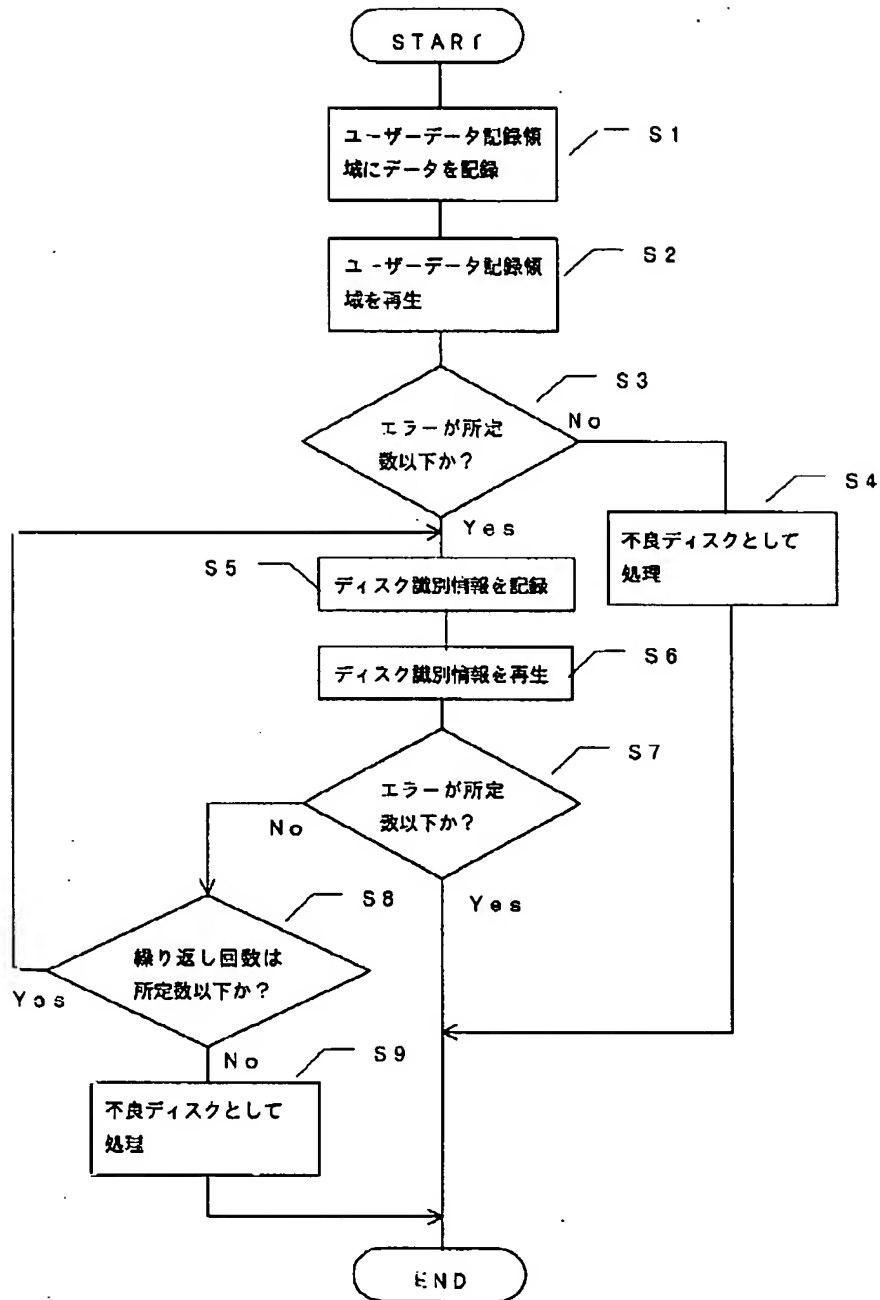 START
ユーザーデータ記録領
域にデータを記録
S1
ユーザーデータ記録領
域を再生
S2
S3
エラーが所定
数以下か?
No
Yes
S4
不良ディスクとして
処理
S5
ディスク識別情報を記録
S6
ディスク識別情報を再生
S7
エラーが所定
数以下か?
No
Yes
S8
繰り返し回数は
所定数以下か?
Yes
No
S9
不良ディスクとして
処理
END